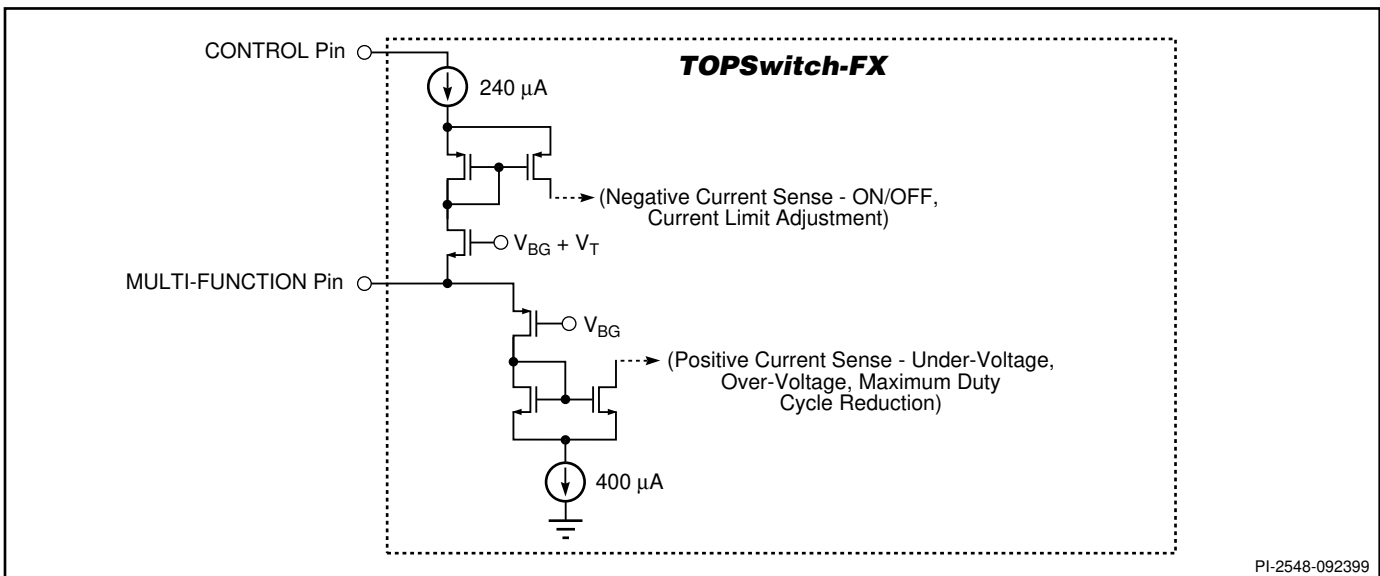 CONTROL Pin
TOPSwitch-FX
240 μA
(Negative Current Sense - ON/OFF,
Current Limit Adjustment)
V_BG + V_T
MULTI-FUNCTION Pin
V_BG
(Positive Current Sense - Under-Voltage,
Over-Voltage, Maximum Duty
Cycle Reduction)
400 μA
PI-2548-092399